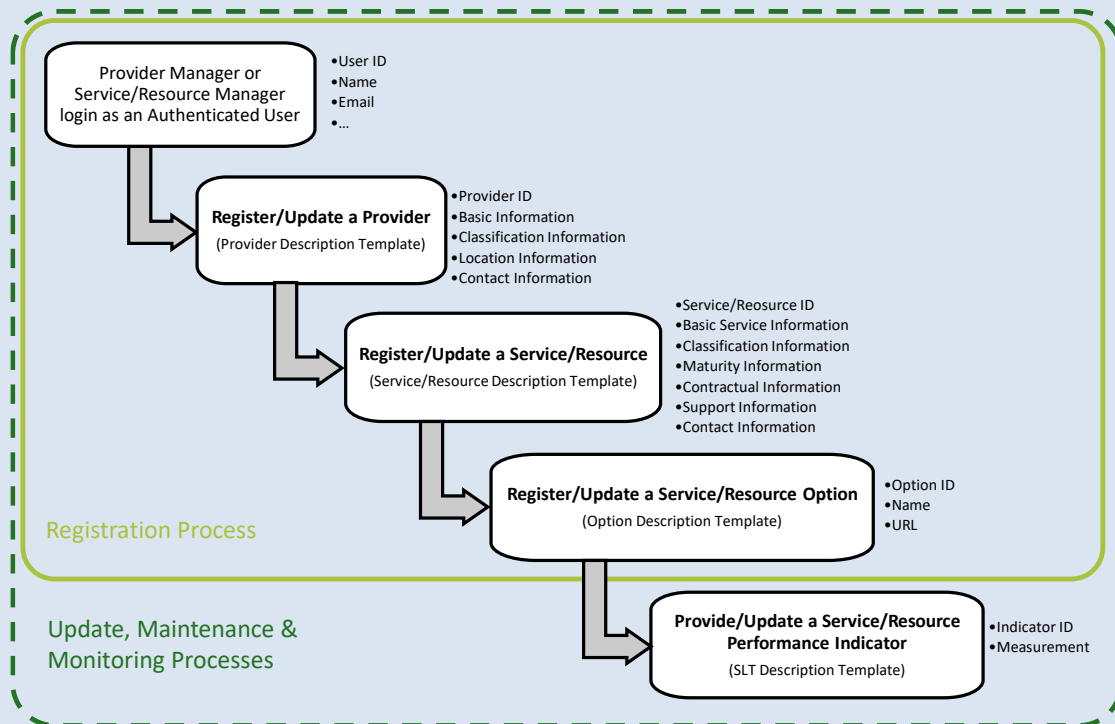 Provider Manager or
Service/Resource Manager
login as an Authenticated User
•User ID
•Name
•Email
•...
Register/Update a Provider
(Provider Description Template)
•Provider ID
•Basic Information
•Classification Information
•Location Information
•Contact Information
Register/Update a Service/Resource
(Service/Resource Description Template)
•Service/Reosurce ID
•Basic Service Information
•Classification Information
•Maturity Information
•Contractual Information
•Support Information
•Contact Information
Register/Update a Service/Resource Option
(Option Description Template)
•Option ID
•Name
•URL
Registration Process
Provide/Update a Service/Resource
Performance Indicator
(SLT Description Template)
•Indicator ID
•Measurement
Update, Maintenance &
Monitoring Processes